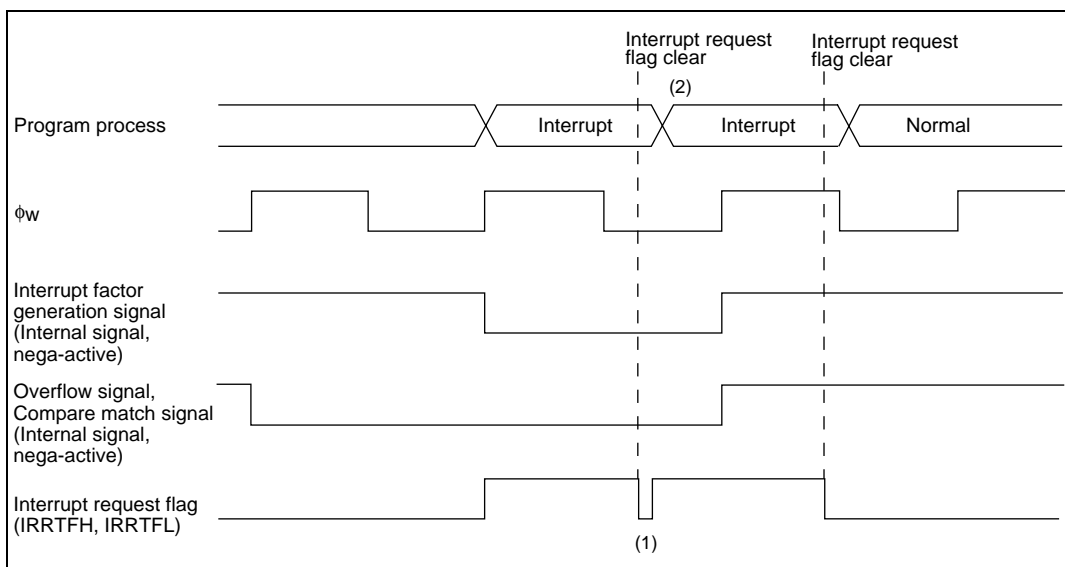 Interrupt request
flag clear
Interrupt request
flag clear
(2)
Program process
Interrupt
Interrupt
Normal
ϕw
Interrupt factor
generation signal
(Internal signal,
nega-active)
Overflow signal,
Compare match signal
(Internal signal,
nega-active)
Interrupt request flag
(IRRTFH, IRRTFL)
(1)